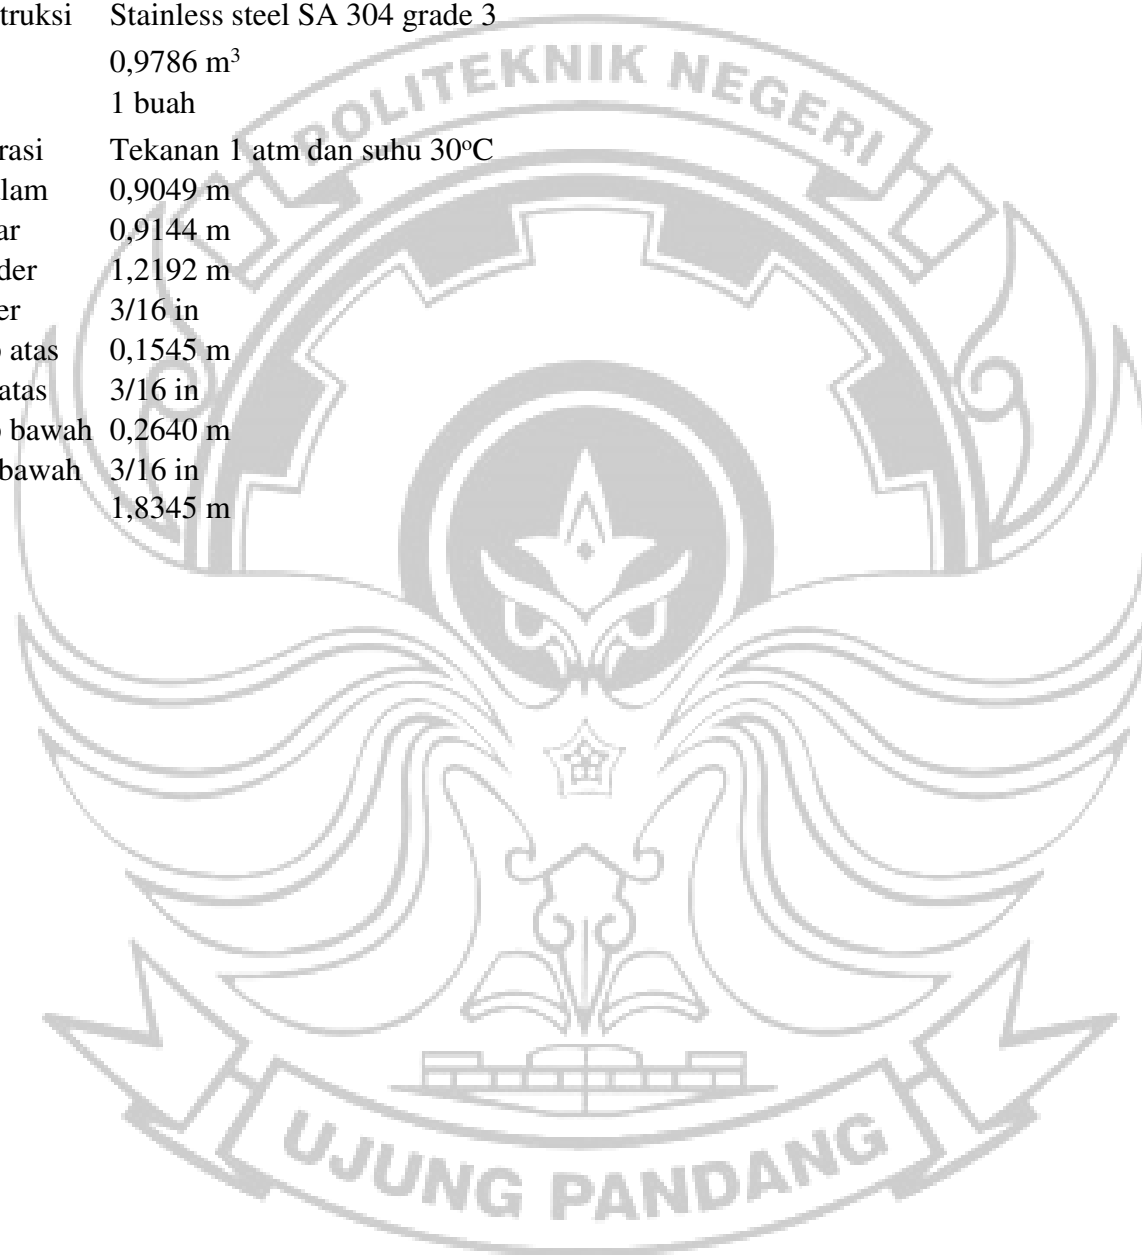 truksi Stainless steel SA 304 grade 3
0,9786 m³
1 buah
rasi Tekanan 1 atm dan suhu 30°C
lam 0,9049 m
ar 0,9144 m
der 1,2192 m
er 3/16 in
atas 0,1545 m
atas 3/16 in
bawah 0,2640 m
bawah 3/16 in
1,8345 m
POLITEKNIK NEGERI
UJUNG PANDANG